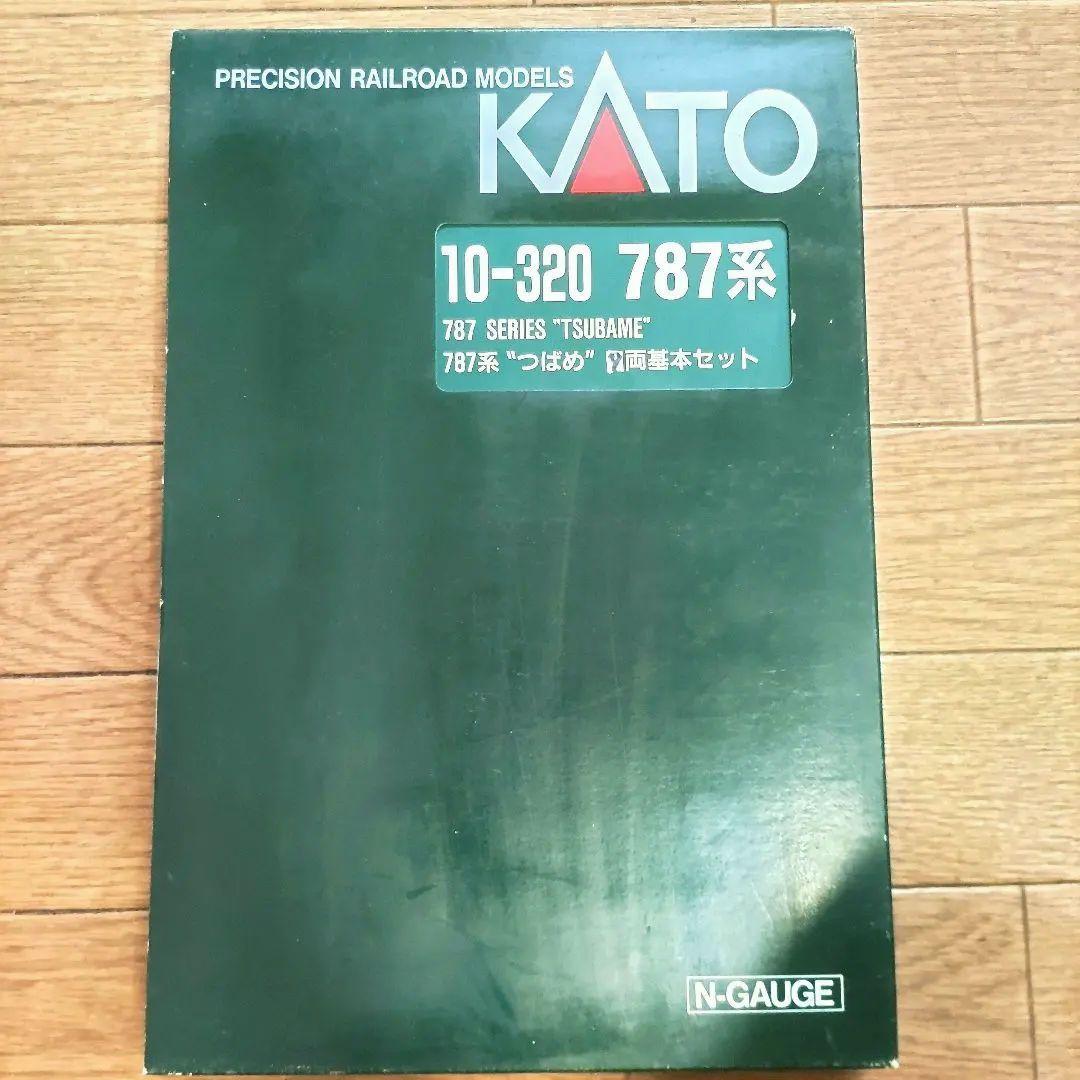 PRECISION RAILROAD MODELS
KATO
10-320 787系
787 SERIES "TSUBAME"
787系 "つばめ" 両基本セット
N-GAUGE